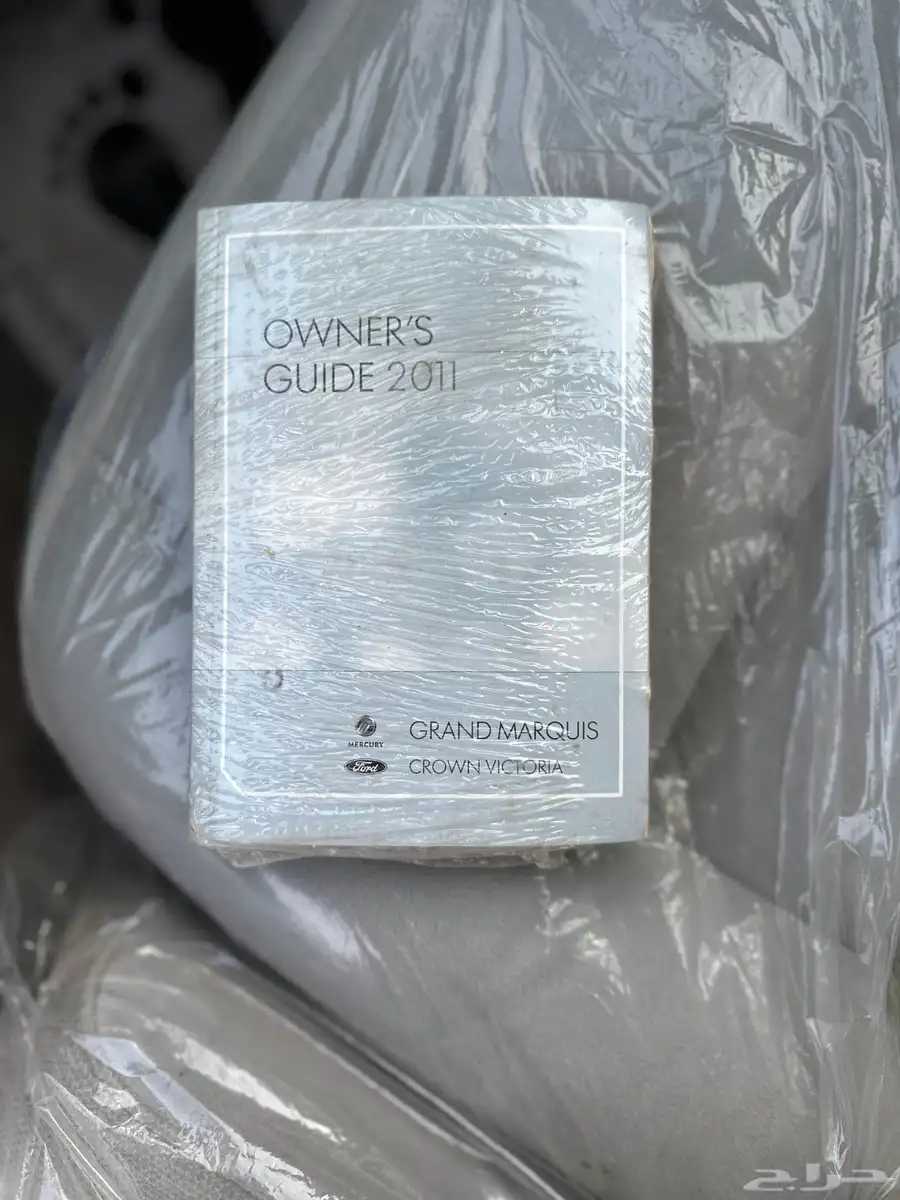 OWNER'S
GUIDE 2011
MERCURY
GRAND MARQUIS
Ford
CROWN VICTORIA
حراج